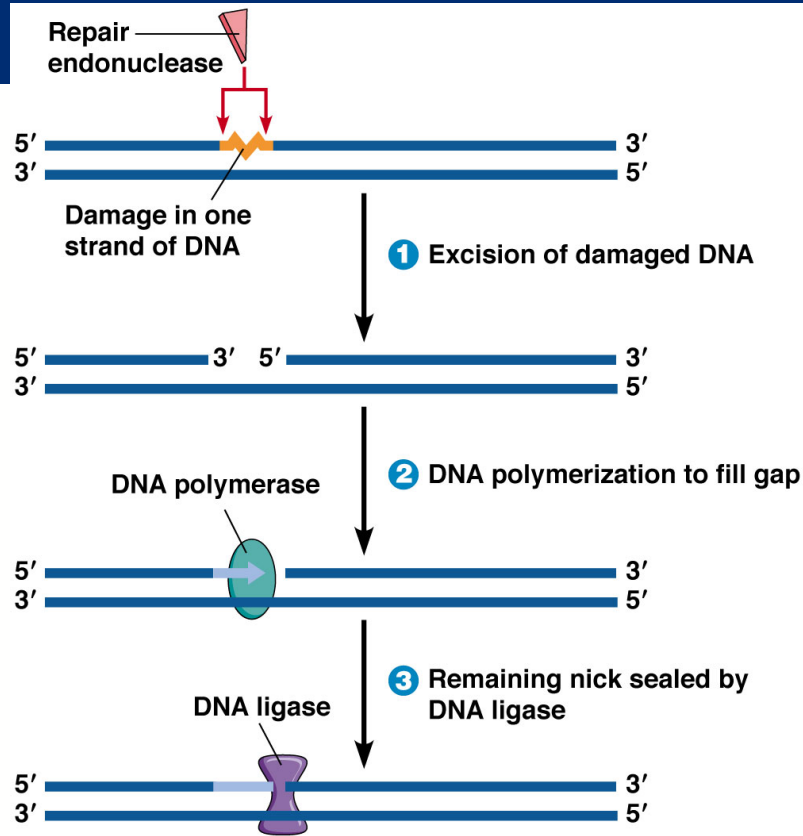 Repair
endonuclease
5′ 3′
3′ 5′
Damage in one
strand of DNA
1 Excision of damaged DNA
5′ 3′ 5′ 3′
3′ 5′
2 DNA polymerization to fill gap
DNA polymerase
5′ 3′
3′ 5′
3 Remaining nick sealed by
DNA ligase
DNA ligase
5′ 3′
3′ 5′